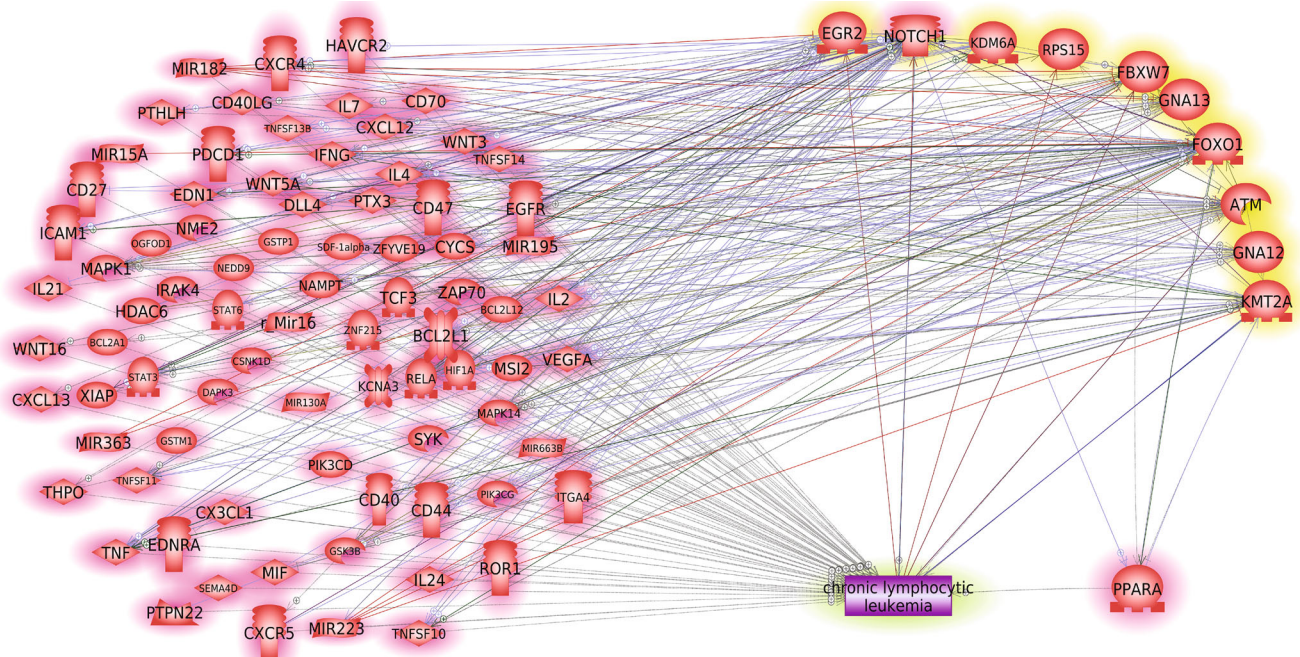 EGR2
NOTCH1
KDM6A
RPS15
FBXW7
GNA13
FOXO1
ATM
GNA12
KMT2A
HAVCR2
CXCR4
MIR182
CD40LG
IL7
CD70
PTHLH
TNFSF13B
CXCL12
WNT3
TNFSF14
MIR15A
PDCD1
IFNG
IL4
CD27
EDN1
WNT5A
DLL4
PTX3
CD47
EGFR
ICAM1
NME2
OGFOD1
GSTP1
SDF-1alpha
ZFYVE19
CYCS
MIR195
MAPK1
NEDD9
IL21
IRAK4
NAMPT
TCF3
ZAP70
BCL2L12
IL2
HDAC6
STAT6
r_Mir16
ZNF215
BCL2L1
WNT16
BCL2A1
CSNK1D
HIF1A
MSI2
VEGFA
STAT3
RELA
KCNA3
CXCL13
XIAP
DAPK3
MIR130A
MAPK14
MIR363
GSTM1
SYK
MIR663B
PIK3CD
THPO
TNFSF11
CD40
CD44
PIK3CG
ITGA4
CX3CL1
TNF
EDNRA
GSK3B
MIF
IL24
ROR1
SEMA4D
PTPN22
CXCR5
MIR223
TNFSF10
chronic lymphocytic
leukemia
PPARA